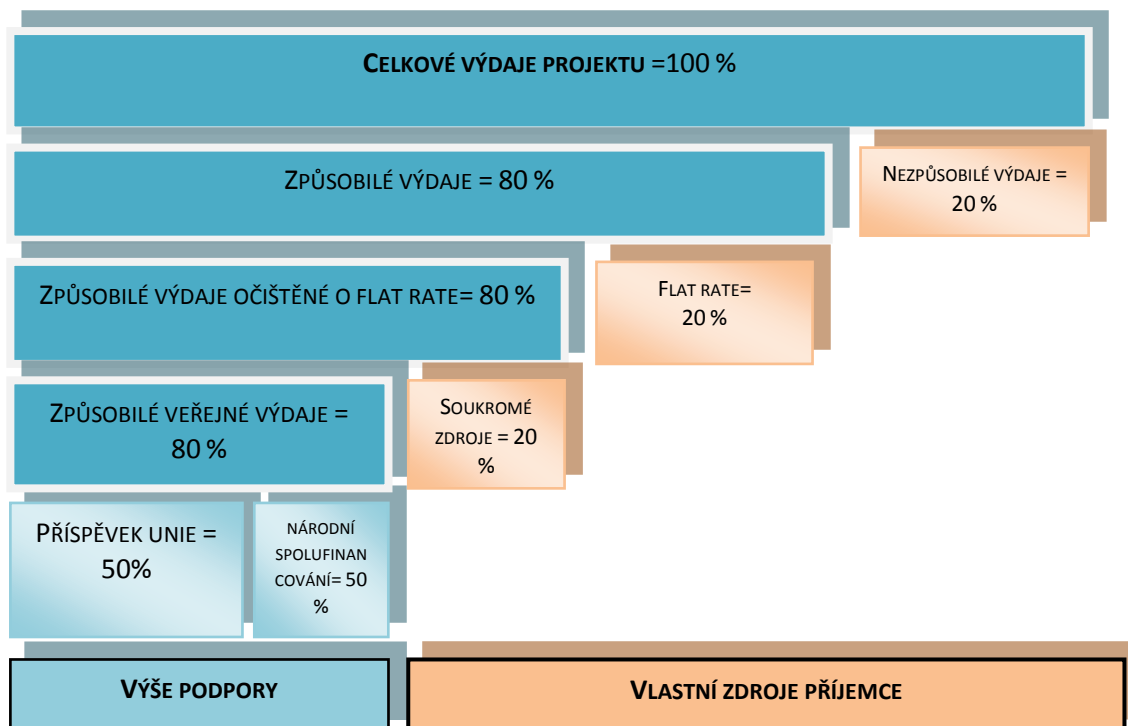 CELKOVÉ VÝDAJE PROJEKTU =100 %
ZPŮSOBILÉ VÝDAJE = 80 %
NEZPŮSOBILÉ VÝDAJE =
20 %
ZPŮSOBILÉ VÝDAJE OČIŠTĚNÉ O FLAT RATE= 80 %
FLAT RATE=
20 %
ZPŮSOBILÉ VEŘEJNÉ VÝDAJE =
80 %
SOUKROMÉ
ZDROJE = 20
%
PŘÍSPĚVEK UNIE =
50%
NÁRODNÍ
SPOLUFINAN
COVÁNÍ= 50
%
VÝŠE PODPORY
VLASTNÍ ZDROJE PŘÍJEMCE